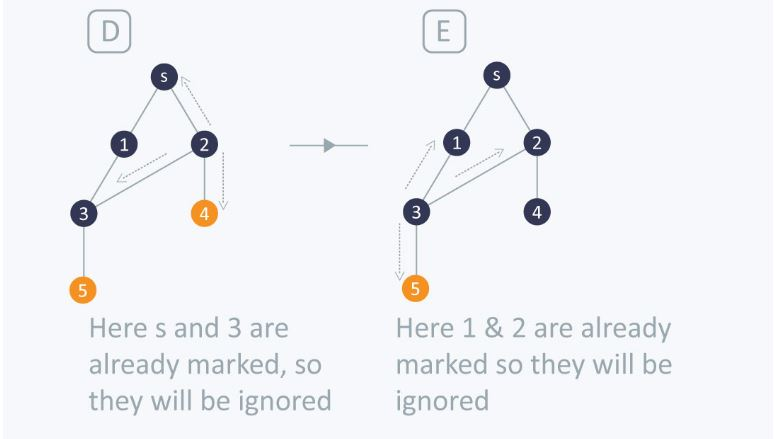 D
E
s
s
1
2
1
2
3
4
3
4
5
5
Here s and 3 are
already marked, so
they will be ignored
Here 1 & 2 are already
marked so they will be
ignored